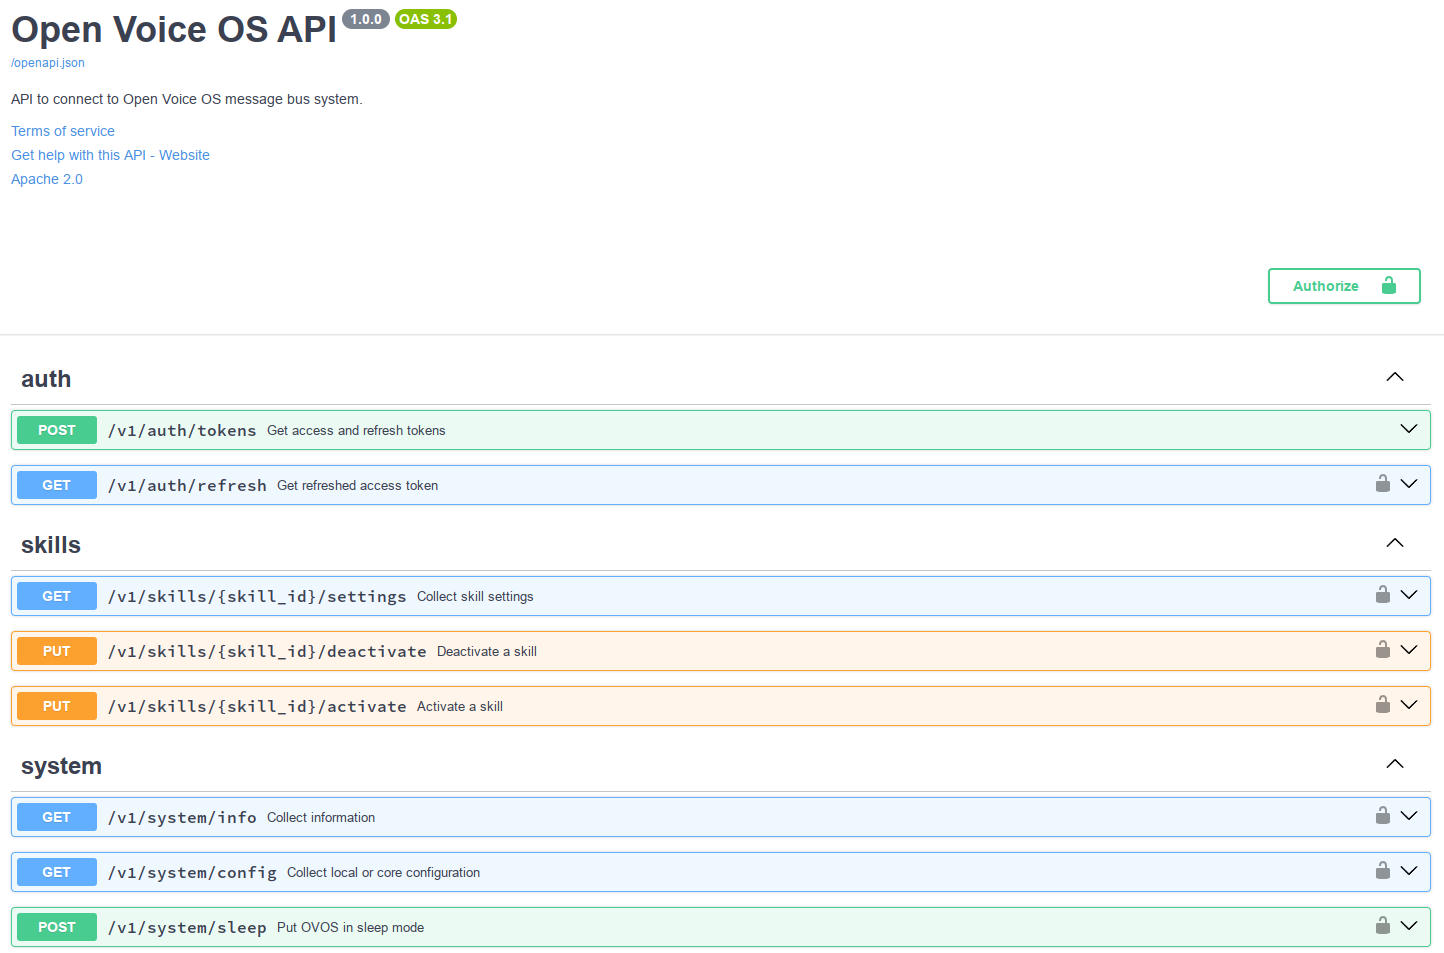 Open Voice OS API 1.0.0 OAS 3.1
/openapi.json
API to connect to Open Voice OS message bus system.
Terms of service
Get help with this API - Website
Apache 2.0
Authorize
auth
POST /v1/auth/tokens Get access and refresh tokens
GET /v1/auth/refresh Get refreshed access token
skills
GET /v1/skills/{skill_id}/settings Collect skill settings
PUT /v1/skills/{skill_id}/deactivate Deactivate a skill
PUT /v1/skills/{skill_id}/activate Activate a skill
system
GET /v1/system/info Collect information
GET /v1/system/config Collect local or core configuration
POST /v1/system/sleep Put OVOS in sleep mode